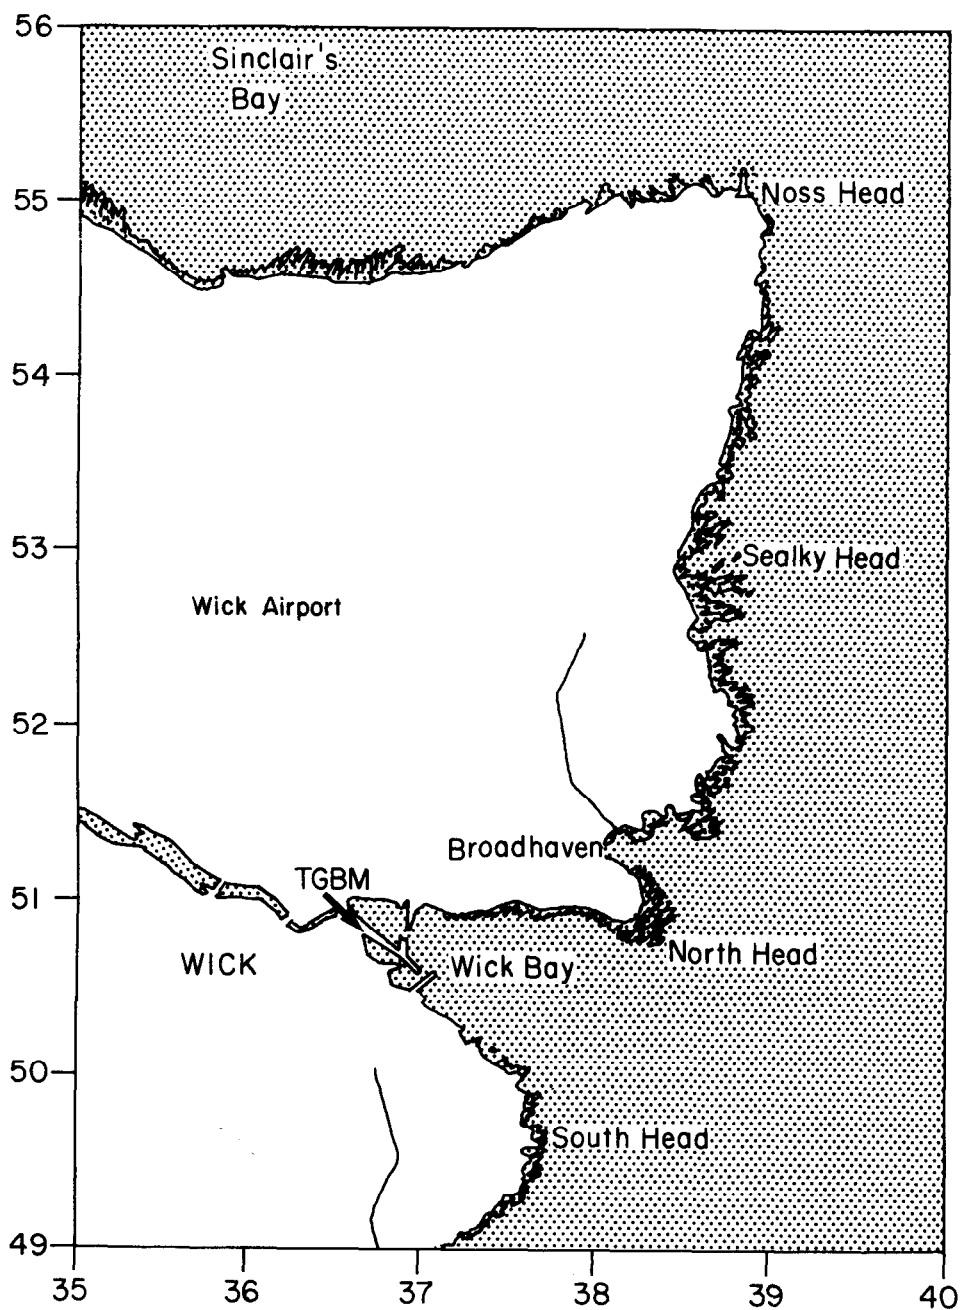 56
Sinclair's
Bay
55
Noss Head
54
53
Sealky Head
Wick Airport
52
Broadhaven
TGBM
51
North Head
WICK
Wick Bay
50
South Head
49
35 36 37 38 39 40